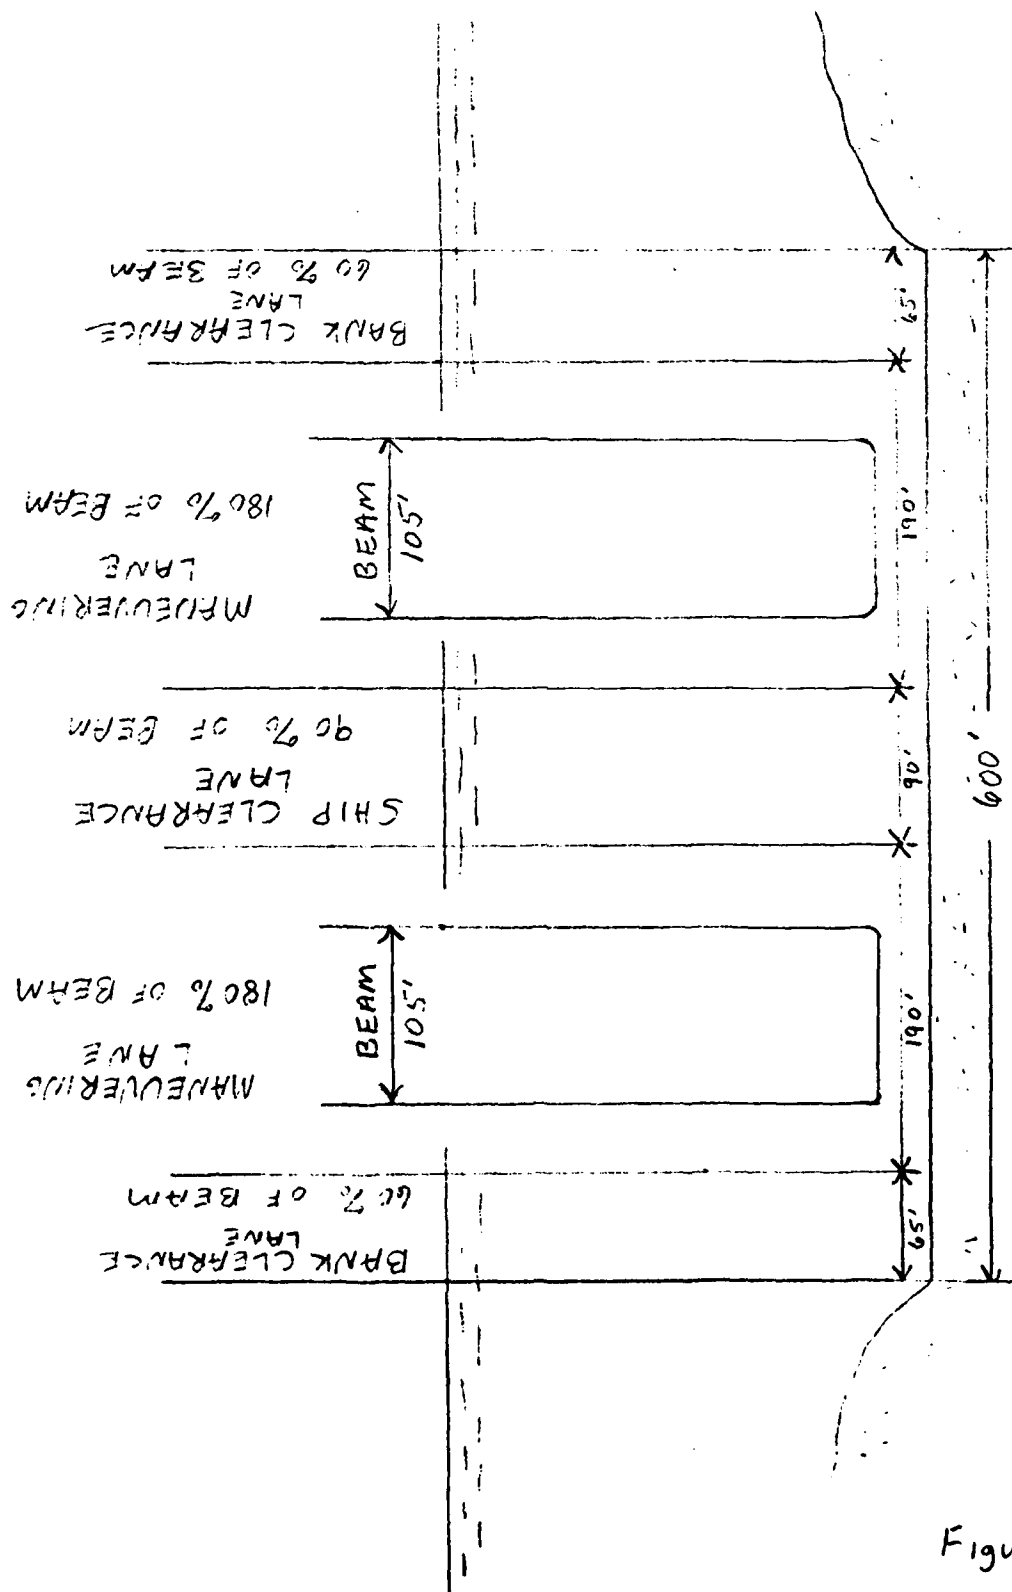 BANK CLEARANCE
LANE
60% OF BEAM
MANEUVERING
LANE
180% OF BEAM
SHIP CLEARANCE
LANE
90% OF BEAM
MANEUVERING
LANE
180% OF BEAM
BANK CLEARANCE
LANE
60% OF BEAM
BEAM
105'
BEAM
105'
65'
190'
90'
190'
65'
600'
Figu